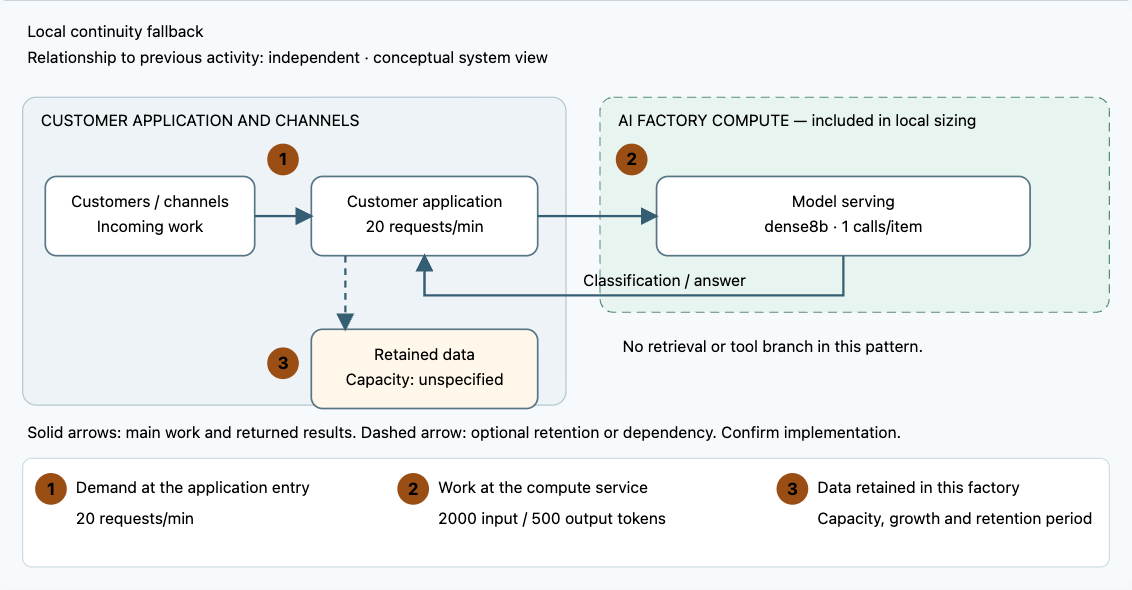 Local continuity fallback
Relationship to previous activity: independent · conceptual system view
CUSTOMER APPLICATION AND CHANNELS
AI FACTORY COMPUTE — included in local sizing
1
2
Customers / channels
Incoming work
Customer application
20 requests/min
Model serving
dense8b · 1 calls/item
Classification / answer
3
Retained data
Capacity: unspecified
No retrieval or tool branch in this pattern.
Solid arrows: main work and returned results. Dashed arrow: optional retention or dependency. Confirm implementation.
1
Demand at the application entry
20 requests/min
2
Work at the compute service
2000 input / 500 output tokens
3
Data retained in this factory
Capacity, growth and retention period